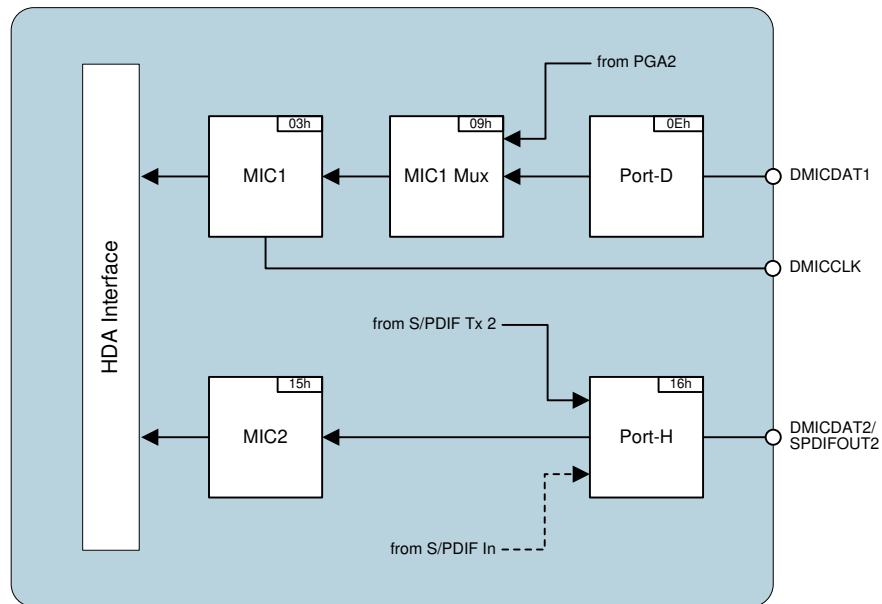 from PGA2
03h
09h
0Eh
MIC1
MIC1 Mux
Port-D
DMICDAT1
DMICCLK
HDA Interface
from S/PDIF Tx 2
15h
16h
MIC2
Port-H
DMICDAT2/
SPDIFOUT2
from S/PDIF In